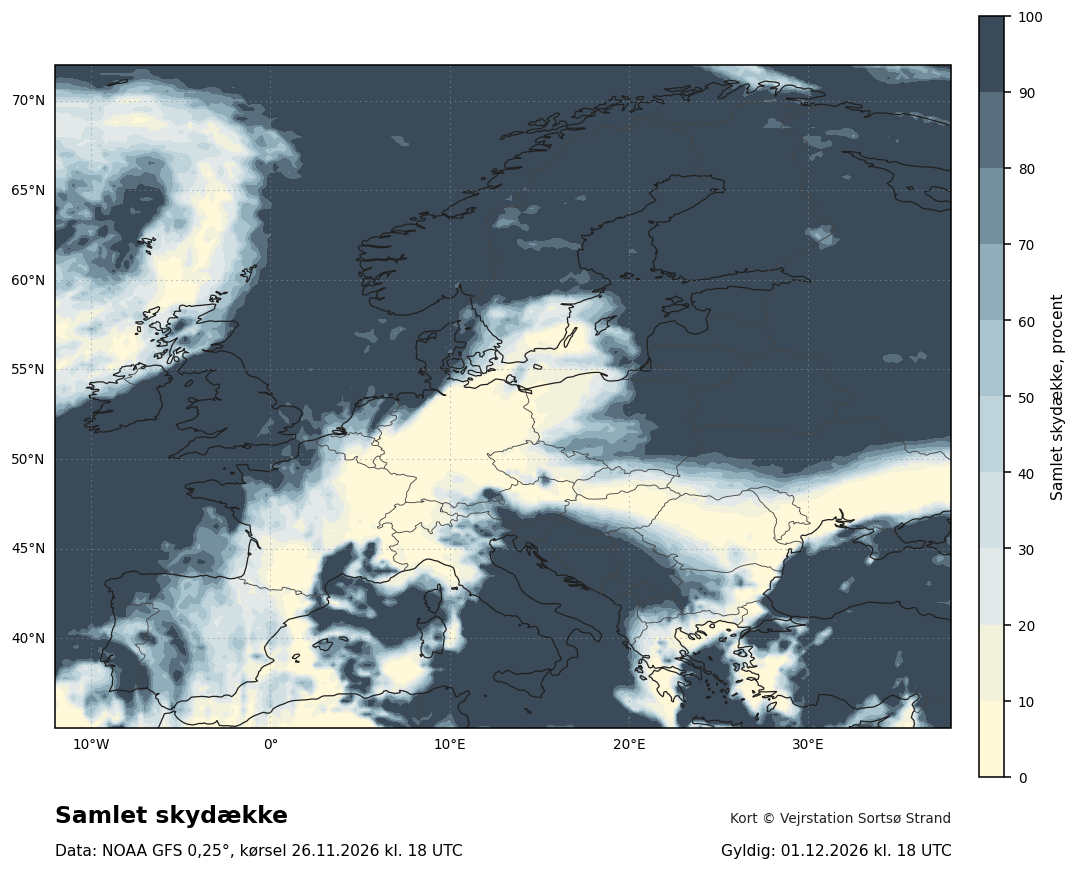 100
90
80
70
60
50
40
30
20
10
0
Samlet skydække, procent
70°N
65°N
60°N
55°N
50°N
45°N
40°N
10°W
0°
10°E
20°E
30°E
Samlet skydække
Kort © Vejrstation Sortsø Strand
Data: NOAA GFS 0,25°, kørsel 26.11.2026 kl. 18 UTC
Gyldig: 01.12.2026 kl. 18 UTC